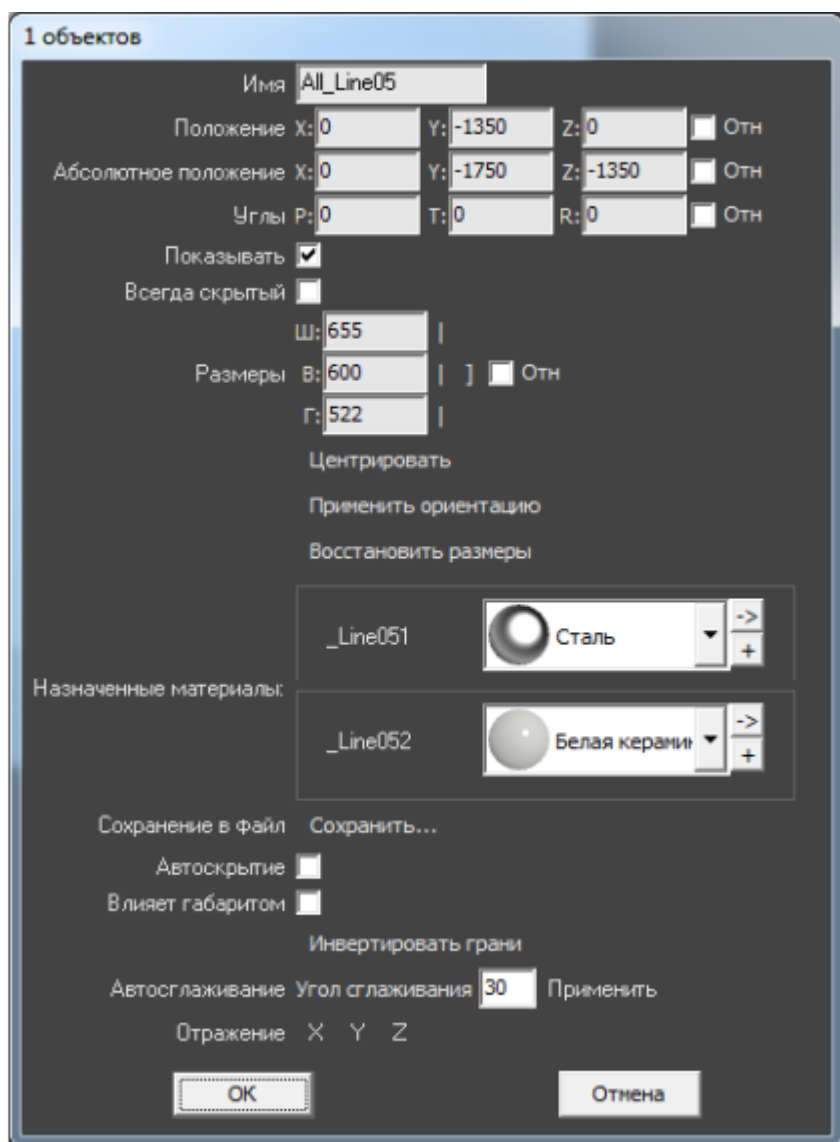 1 объектов
Имя All_Line05
Положение X: 0 Y: -1350 Z: 0 Отн
Абсолютное положение X: 0 Y: -1750 Z: -1350 Отн
Углы P: 0 T: 0 R: 0 Отн
Показывать
Всегда скрытый
Ш: 655 |
Размеры В: 600 | ] Отн
Г: 522 |
Центрировать
Применить ориентацию
Восстановить размеры
_Line051 Сталь ->
+
Назначенные материалы:
_Line052 Белая керамин ->
+
Сохранение в файл Сохранить...
Автоскрытие
Влияет габаритом
Инвертировать грани
Автосглаживание Угол сглаживания 30 Применить
Отражение X Y Z
OK Отмена